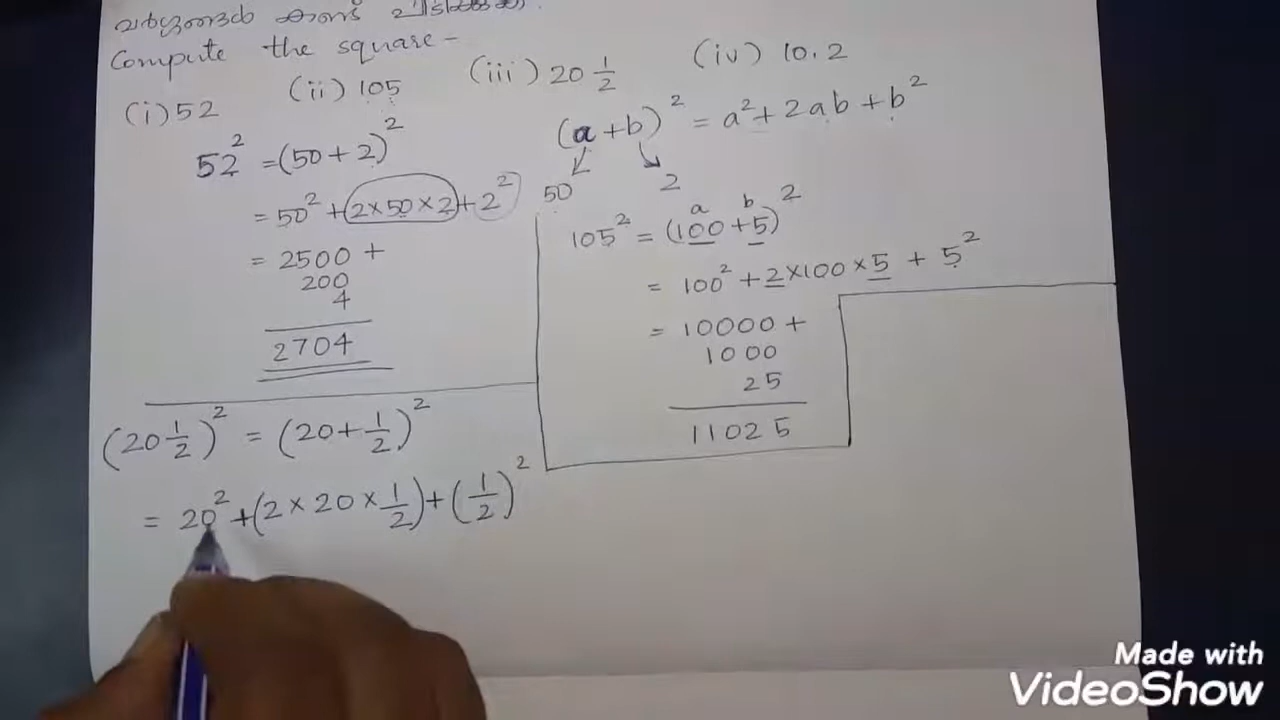 കാണുക
Compute the square –
(i) 52 (ii) 105 (iii) 20 1/2 (iv) 10.2
52² = (50 + 2)²
= 50² + (2×50×2) + 2²
= 2500 +
200
4
2704
(a + b)² = a² + 2ab + b²
50 2
a b
105² = (100 + 5)²
= 100² + 2×100×5 + 5²
= 10000 +
1000
25
11025
(20 1/2)² = (20 + 1/2)²
= 20² + (2 × 20 × 1/2) + (1/2)²
Made with
VideoShow